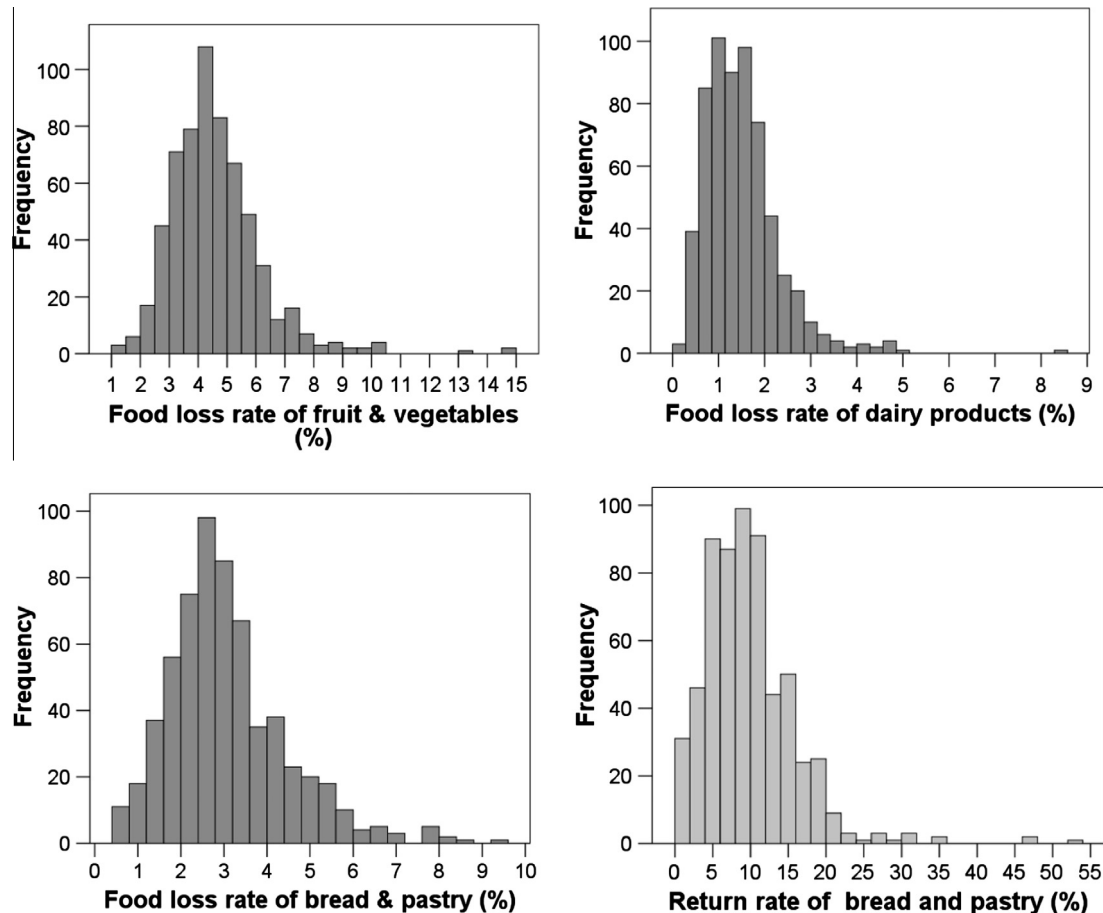 Frequency
100
80
60
40
20
0
1 2 3 4 5 6 7 8 9 10 11 12 13 14 15
Food loss rate of fruit & vegetables
(%)
Frequency
100
80
60
40
20
0
0 1 2 3 4 5 6 7 8 9
Food loss rate of dairy products (%)
Frequency
100
80
60
40
20
0
0 1 2 3 4 5 6 7 8 9 10
Food loss rate of bread & pastry (%)
Frequency
100
80
60
40
20
0
0 5 10 15 20 25 30 35 40 45 50 55
Return rate of bread and pastry (%)